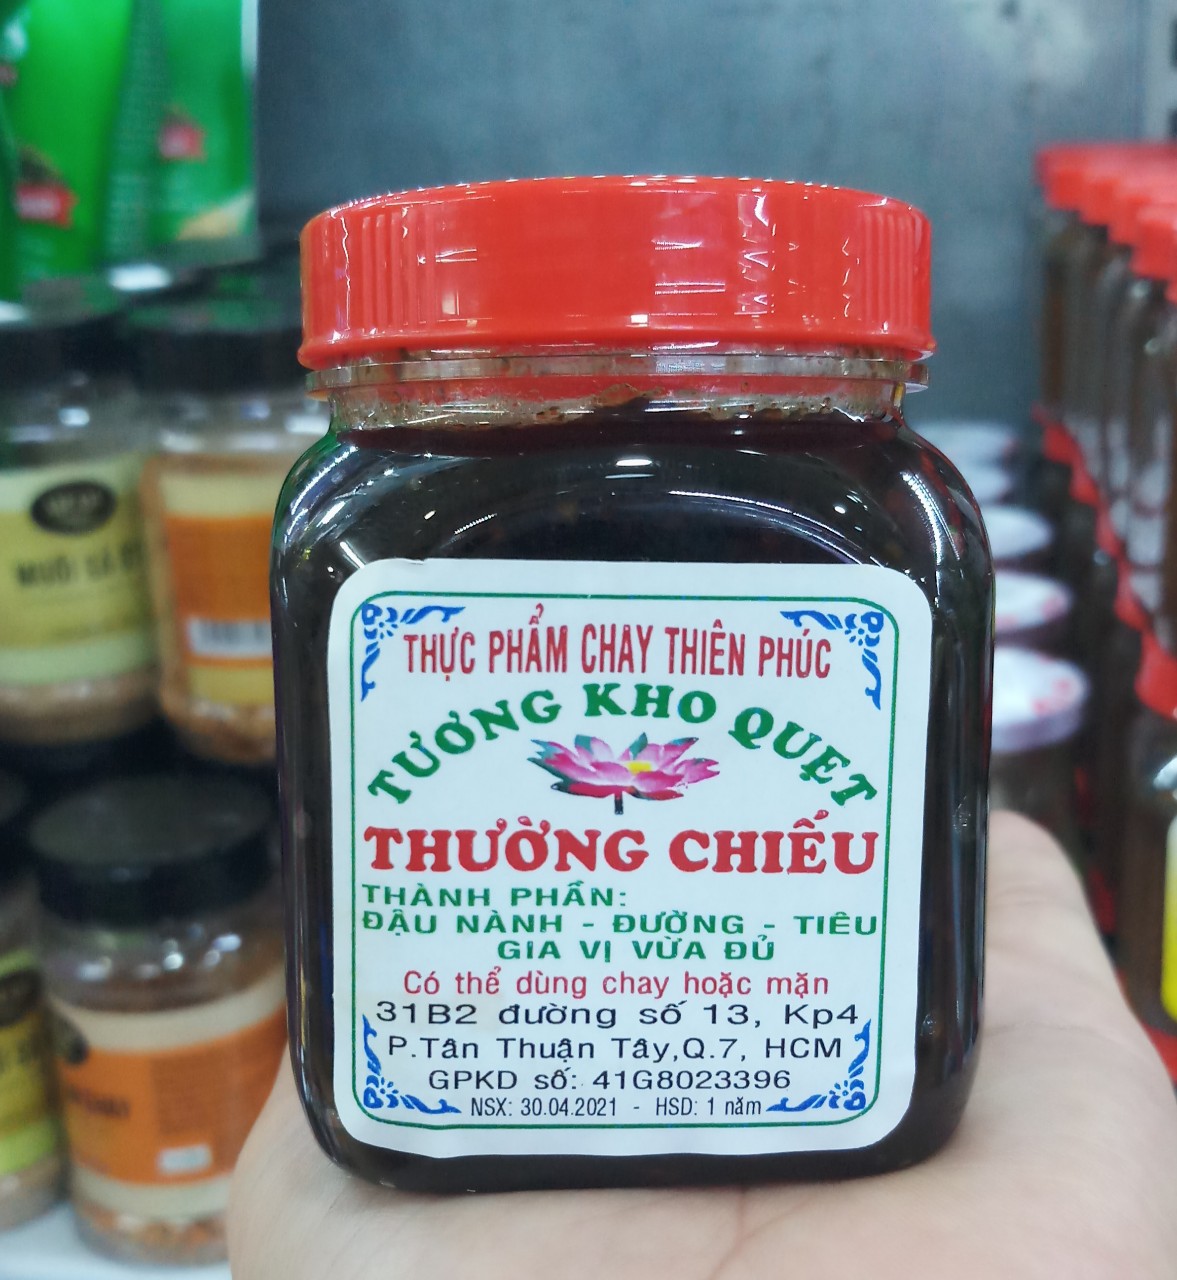 THỰC PHẨM CHAY THIÊN PHÚC
TƯƠNG KHO QUẸT
THƯỜNG CHIẾU
THÀNH PHẦN:
ĐẬU NÀNH - ĐƯỜNG - TIÊU
GIA VỊ VỪA ĐỦ
Có thể dùng chay hoặc mặn
31B2 đường số 13, Kp4
P.Tân Thuận Tây,Q.7, HCM
GPKD số: 41G8023396
NSX: 30.04.2021 - HSD: 1 năm
MUỐI